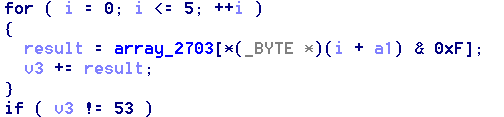 for ( i = 0; i <= 5; ++i )
{
  result = array_2703[*(_BYTE *)(i + a1) & 0xF];
  v3 += result;
}
if ( v3 != 53 )